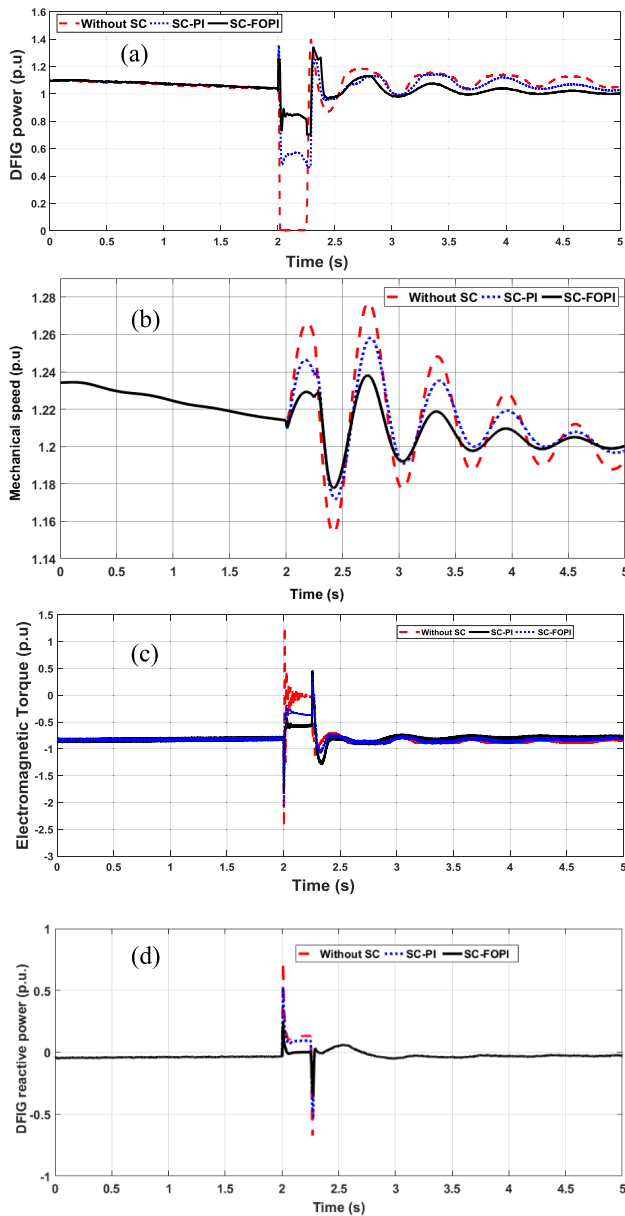 Without SC SC-PI SC-FOPI
(a)
DFIG power (p.u)
1.6
1.4
1.2
1
0.8
0.6
0.4
0.2
0
0 0.5 1 1.5 2 2.5 3 3.5 4 4.5 5
Time (s)
Without SC SC-PI SC-FOPI
(b)
Mechanical speed (p.u)
1.28
1.26
1.24
1.22
1.2
1.18
1.16
1.14
0 0.5 1 1.5 2 2.5 3 3.5 4 4.5 5
Time (s)
Without SC SC-PI SC-FOPI
(c)
Electromagnetic Torque (p.u)
1.5
1
0.5
0
-0.5
-1
-1.5
-2
-2.5
-3
0 0.5 1 1.5 2 2.5 3 3.5 4 4.5 5
Time (s)
(d)
Without SC SC-PI SC-FOPI
DFIG reactive power (p.u.)
1
0.5
0
-0.5
-1
0 0.5 1 1.5 2 2.5 3 3.5 4 4.5 5
Time (s)